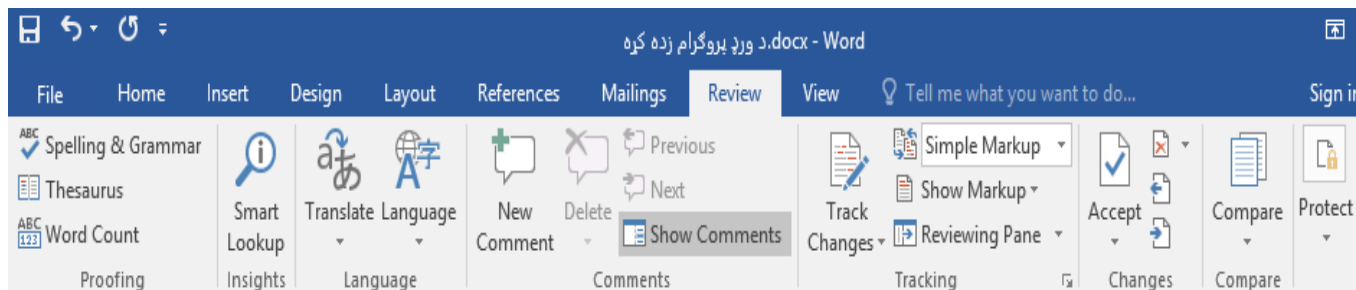 د ورډ پروګرام زده کړه.docx - Word
File Home Insert Design Layout References Mailings Review View Tell me what you want to do... Sign in
ABC Spelling & Grammar
Thesaurus
ABC 123 Word Count
Proofing
Smart Lookup
Insights
Translate Language
Language
New Comment
Delete
Previous
Next
Show Comments
Comments
Track Changes
Simple Markup
Show Markup
Reviewing Pane
Tracking
Accept
Changes
Compare
Compare
Protect